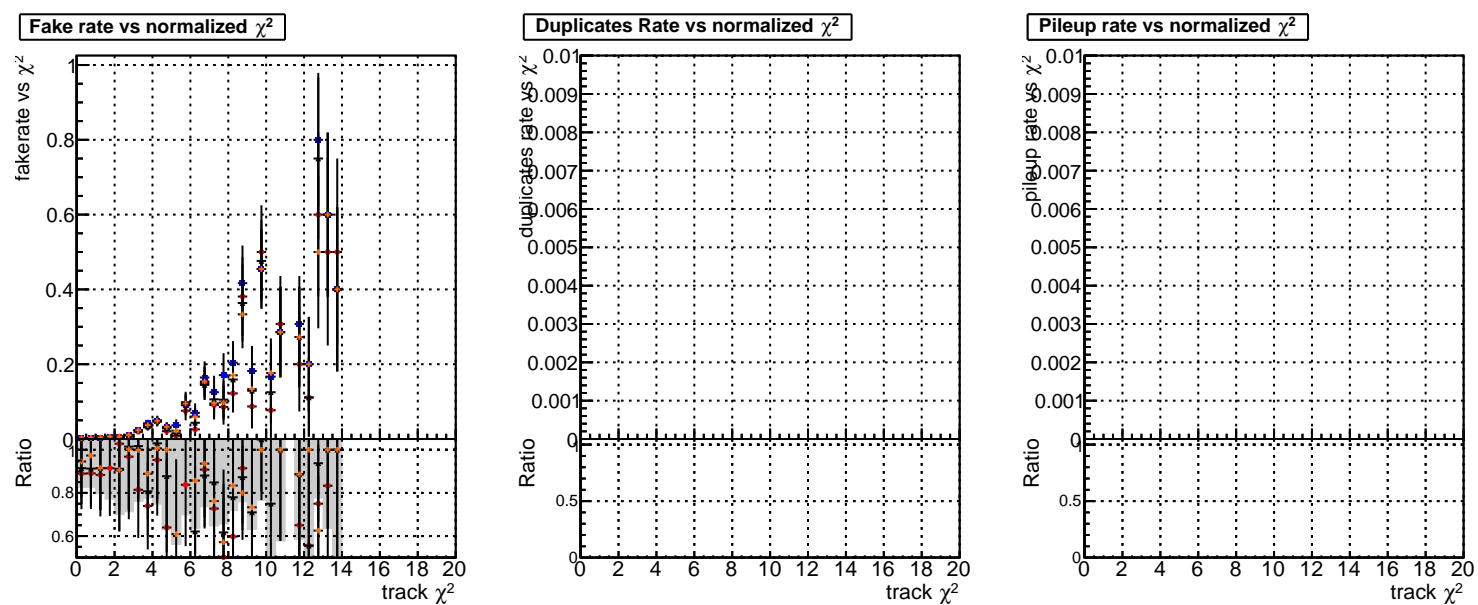 Fake rate vs normalized χ²
fakerate vs χ²
1
0.8
0.6
0.4
0.2
0
Ratio
1
0.8
0.6
0 2 4 6 8 10 12 14 16 18 20
track χ²
Duplicates Rate vs normalized χ²
duplicates rate vs χ²
0.01
0.009
0.008
0.007
0.006
0.005
0.004
0.003
0.002
0.001
0
Ratio
1
0.5
0
0 2 4 6 8 10 12 14 16 18 20
track χ²
Pileup rate vs normalized χ²
pileup rate vs χ²
0.01
0.009
0.008
0.007
0.006
0.005
0.004
0.003
0.002
0.001
0
Ratio
1
0.5
0
0 2 4 6 8 10 12 14 16 18 20
track χ²